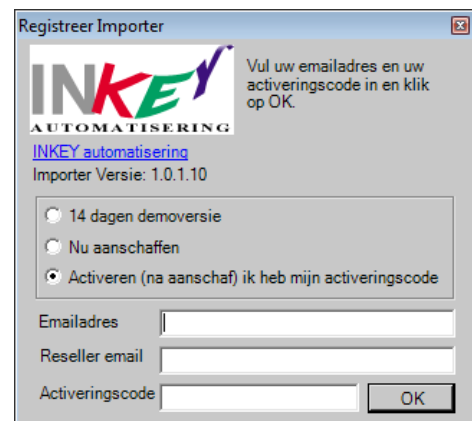 Registreer Importer
INKEY
AUTOMATISERING
Vul uw emailadres en uw
activeringscode in en klik
op OK.
INKEY automatisering
Importer Versie: 1.0.1.10
14 dagen demoversie
Nu aanschaffen
Activeren (na aanschaf) ik heb mijn activeringscode
Emailadres
Reseller email
Activeringscode
OK